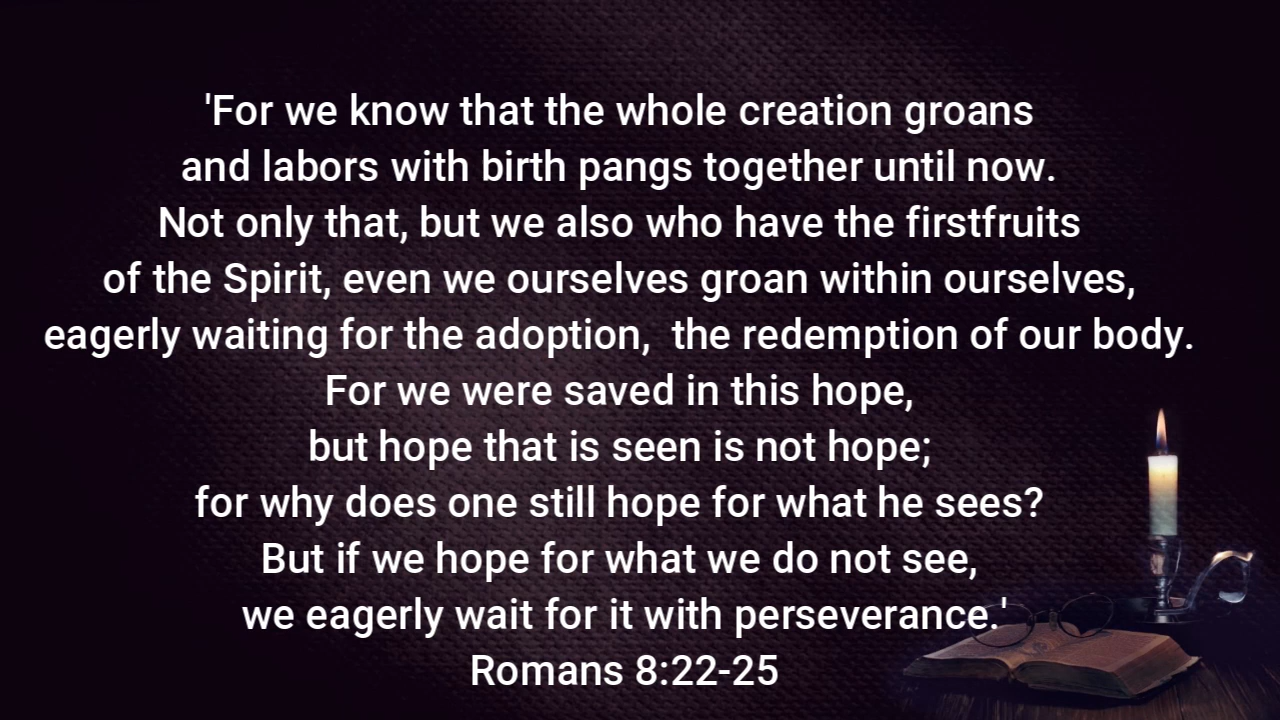 'For we know that the whole creation groans
and labors with birth pangs together until now.
Not only that, but we also who have the firstfruits
of the Spirit, even we ourselves groan within ourselves,
eagerly waiting for the adoption,  the redemption of our body.
For we were saved in this hope,
but hope that is seen is not hope;
for why does one still hope for what he sees?
But if we hope for what we do not see,
we eagerly wait for it with perseverance.'
Romans 8:22-25